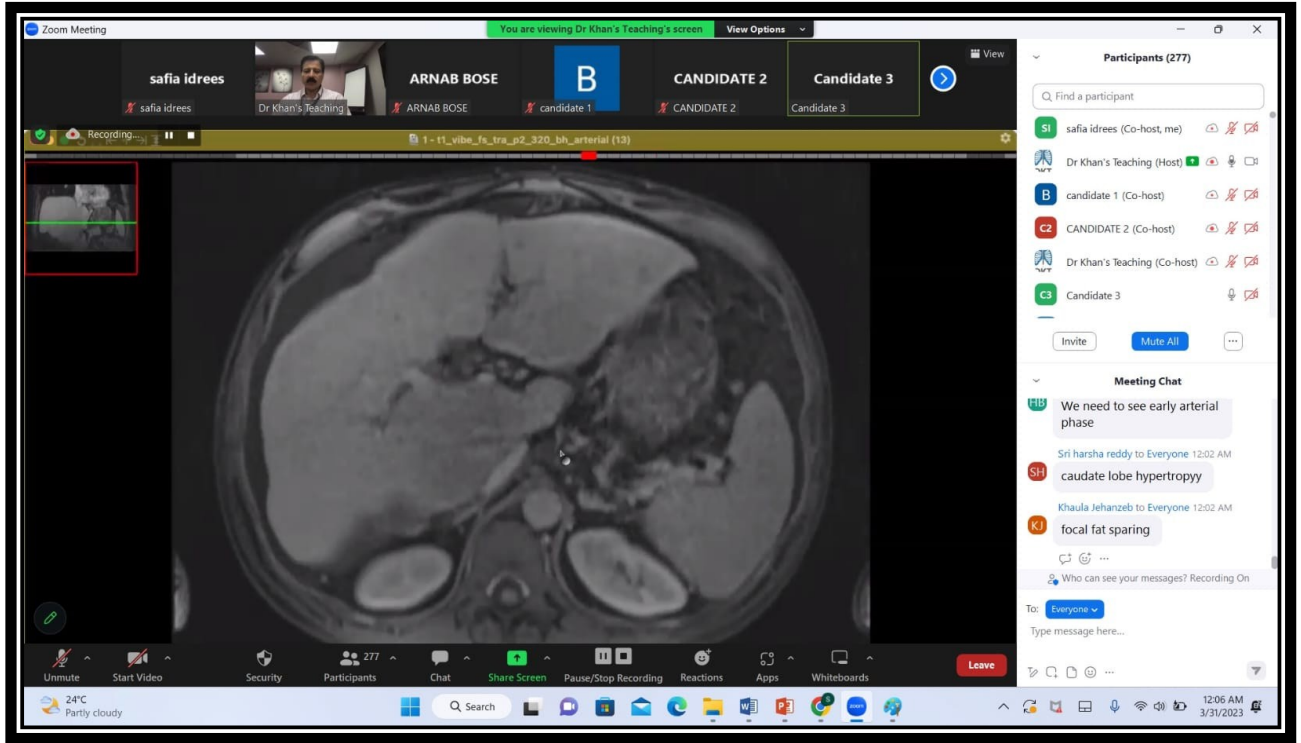 Zoom Meeting
You are viewing Dr Khan's Teaching's screen
View Options
safia idrees
safia idrees
Dr Khan's Teaching
ARNAB BOSE
ARNAB BOSE
B
candidate 1
CANDIDATE 2
CANDIDATE 2
Candidate 3
Candidate 3
View
Recording...
1 - t1_vibe_fs_tra_p2_320_bh_arterial (13)
Participants (277)
Find a participant
SI safia idrees (Co-host, me)
Dr Khan's Teaching (Host)
B candidate 1 (Co-host)
C2 CANDIDATE 2 (Co-host)
Dr Khan's Teaching (Co-host)
C3 Candidate 3
Invite
Mute All
...
Meeting Chat
HB We need to see early arterial
phase
Sri harsha reddy to Everyone 12:02 AM
SH caudate lobe hypertropyy
Khaula Jehanzeb to Everyone 12:02 AM
KJ focal fat sparing
Who can see your messages? Recording On
To: Everyone
Type message here...
Unmute
Start Video
Security
277
Participants
Chat
Share Screen
Pause/Stop Recording
Reactions
Apps
Whiteboards
Leave
24°C
Partly cloudy
Search
12:06 AM
3/31/2023